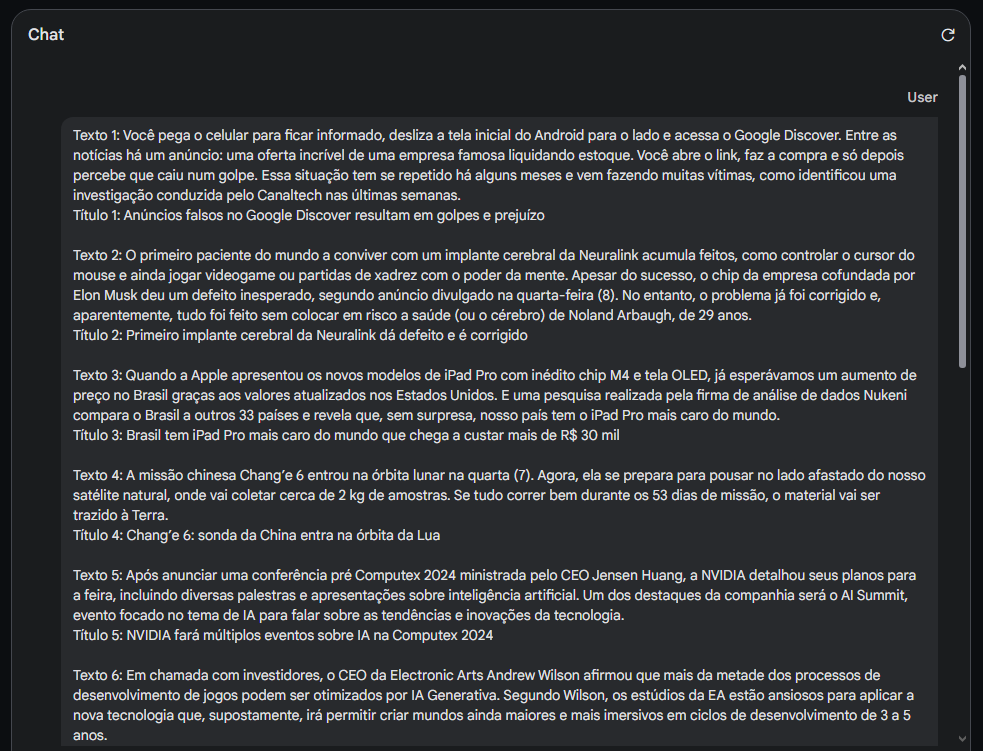 Chat
User
Texto 1: Você pega o celular para ficar informado, desliza a tela inicial do Android para o lado e acessa o Google Discover. Entre as
notícias há um anúncio: uma oferta incrível de uma empresa famosa liquidando estoque. Você abre o link, faz a compra e só depois
percebe que caiu num golpe. Essa situação tem se repetido há alguns meses e vem fazendo muitas vítimas, como identificou uma
investigação conduzida pelo Canaltech nas últimas semanas.
Título 1: Anúncios falsos no Google Discover resultam em golpes e prejuízo
Texto 2: O primeiro paciente do mundo a conviver com um implante cerebral da Neuralink acumula feitos, como controlar o cursor do
mouse e ainda jogar videogame ou partidas de xadrez com o poder da mente. Apesar do sucesso, o chip da empresa cofundada por
Elon Musk deu um defeito inesperado, segundo anúncio divulgado na quarta-feira (8). No entanto, o problema já foi corrigido e,
aparentemente, tudo foi feito sem colocar em risco a saúde (ou o cérebro) de Noland Arbaugh, de 29 anos.
Título 2: Primeiro implante cerebral da Neuralink dá defeito e é corrigido
Texto 3: Quando a Apple apresentou os novos modelos de iPad Pro com inédito chip M4 e tela OLED, já esperávamos um aumento de
preço no Brasil graças aos valores atualizados nos Estados Unidos. E uma pesquisa realizada pela firma de análise de dados Nukeni
compara o Brasil a outros 33 países e revela que, sem surpresa, nosso país tem o iPad Pro mais caro do mundo.
Título 3: Brasil tem iPad Pro mais caro do mundo que chega a custar mais de R$ 30 mil
Texto 4: A missão chinesa Chang’e 6 entrou na órbita lunar na quarta (7). Agora, ela se prepara para pousar no lado afastado do nosso
satélite natural, onde vai coletar cerca de 2 kg de amostras. Se tudo correr bem durante os 53 dias de missão, o material vai ser
trazido à Terra.
Título 4: Chang’e 6: sonda da China entra na órbita da Lua
Texto 5: Após anunciar uma conferência pré Computex 2024 ministrada pelo CEO Jensen Huang, a NVIDIA detalhou seus planos para
a feira, incluindo diversas palestras e apresentações sobre inteligência artificial. Um dos destaques da companhia será o AI Summit,
evento focado no tema de IA para falar sobre as tendências e inovações da tecnologia.
Título 5: NVIDIA fará múltiplos eventos sobre IA na Computex 2024
Texto 6: Em chamada com investidores, o CEO da Electronic Arts Andrew Wilson afirmou que mais da metade dos processos de
desenvolvimento de jogos podem ser otimizados por IA Generativa. Segundo Wilson, os estúdios da EA estão ansiosos para aplicar a
nova tecnologia que, supostamente, irá permitir criar mundos ainda maiores e mais imersivos em ciclos de desenvolvimento de 3 a 5
anos.